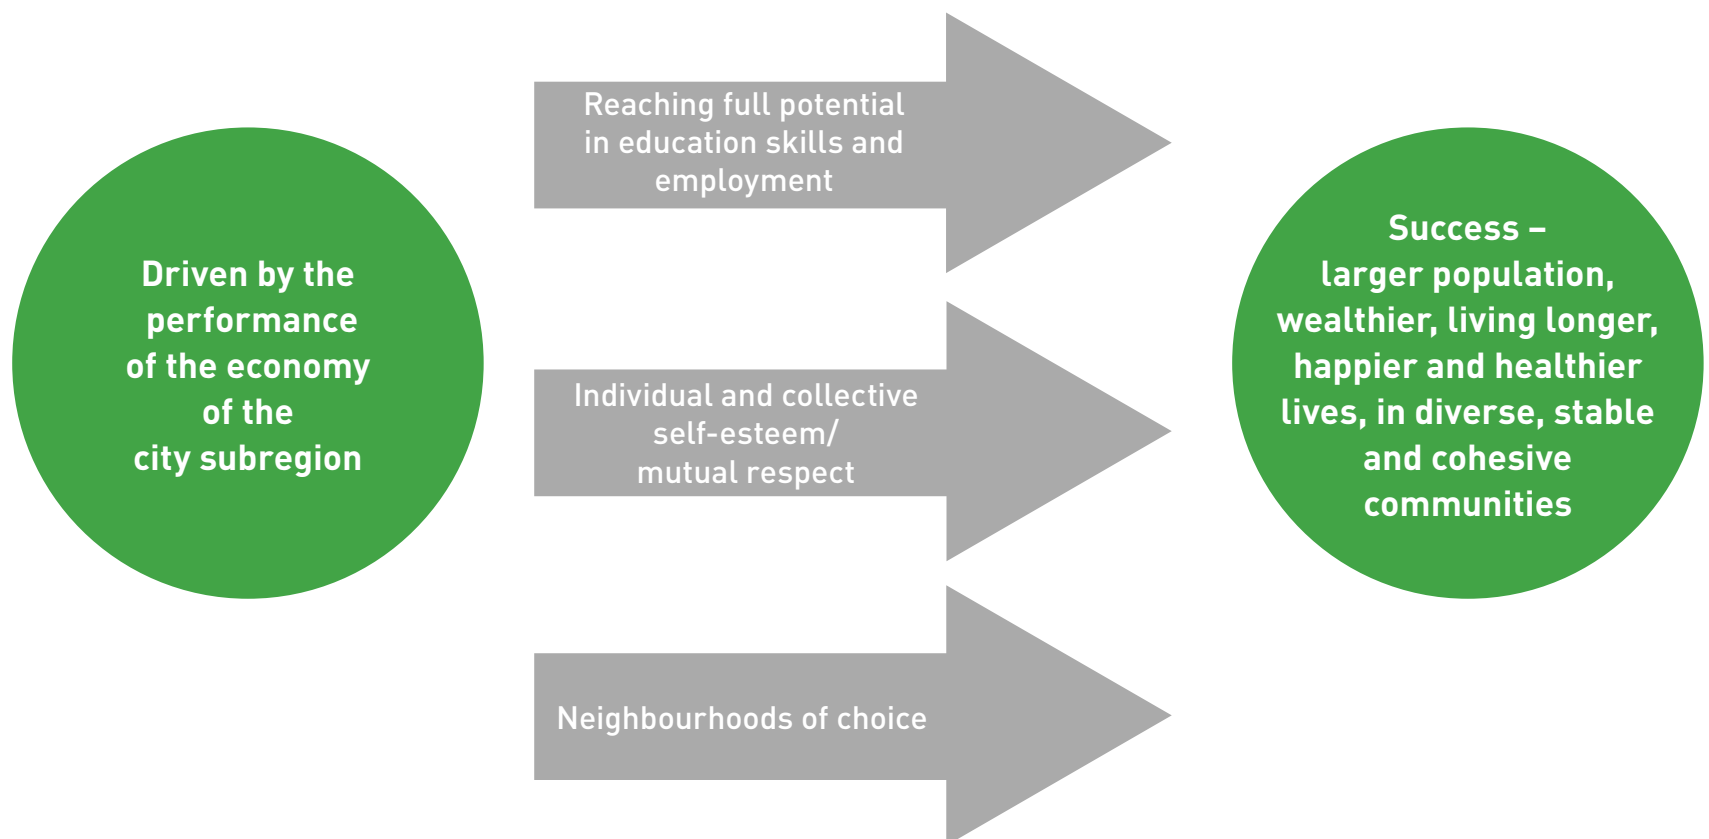 Driven by the
performance
of the economy
of the
city subregion
Reaching full potential
in education skills and
employment
Individual and collective
self-esteem/
mutual respect
Neighbourhoods of choice
Success –
larger population,
wealthier, living longer,
happier and healthier
lives, in diverse, stable
and cohesive
communities